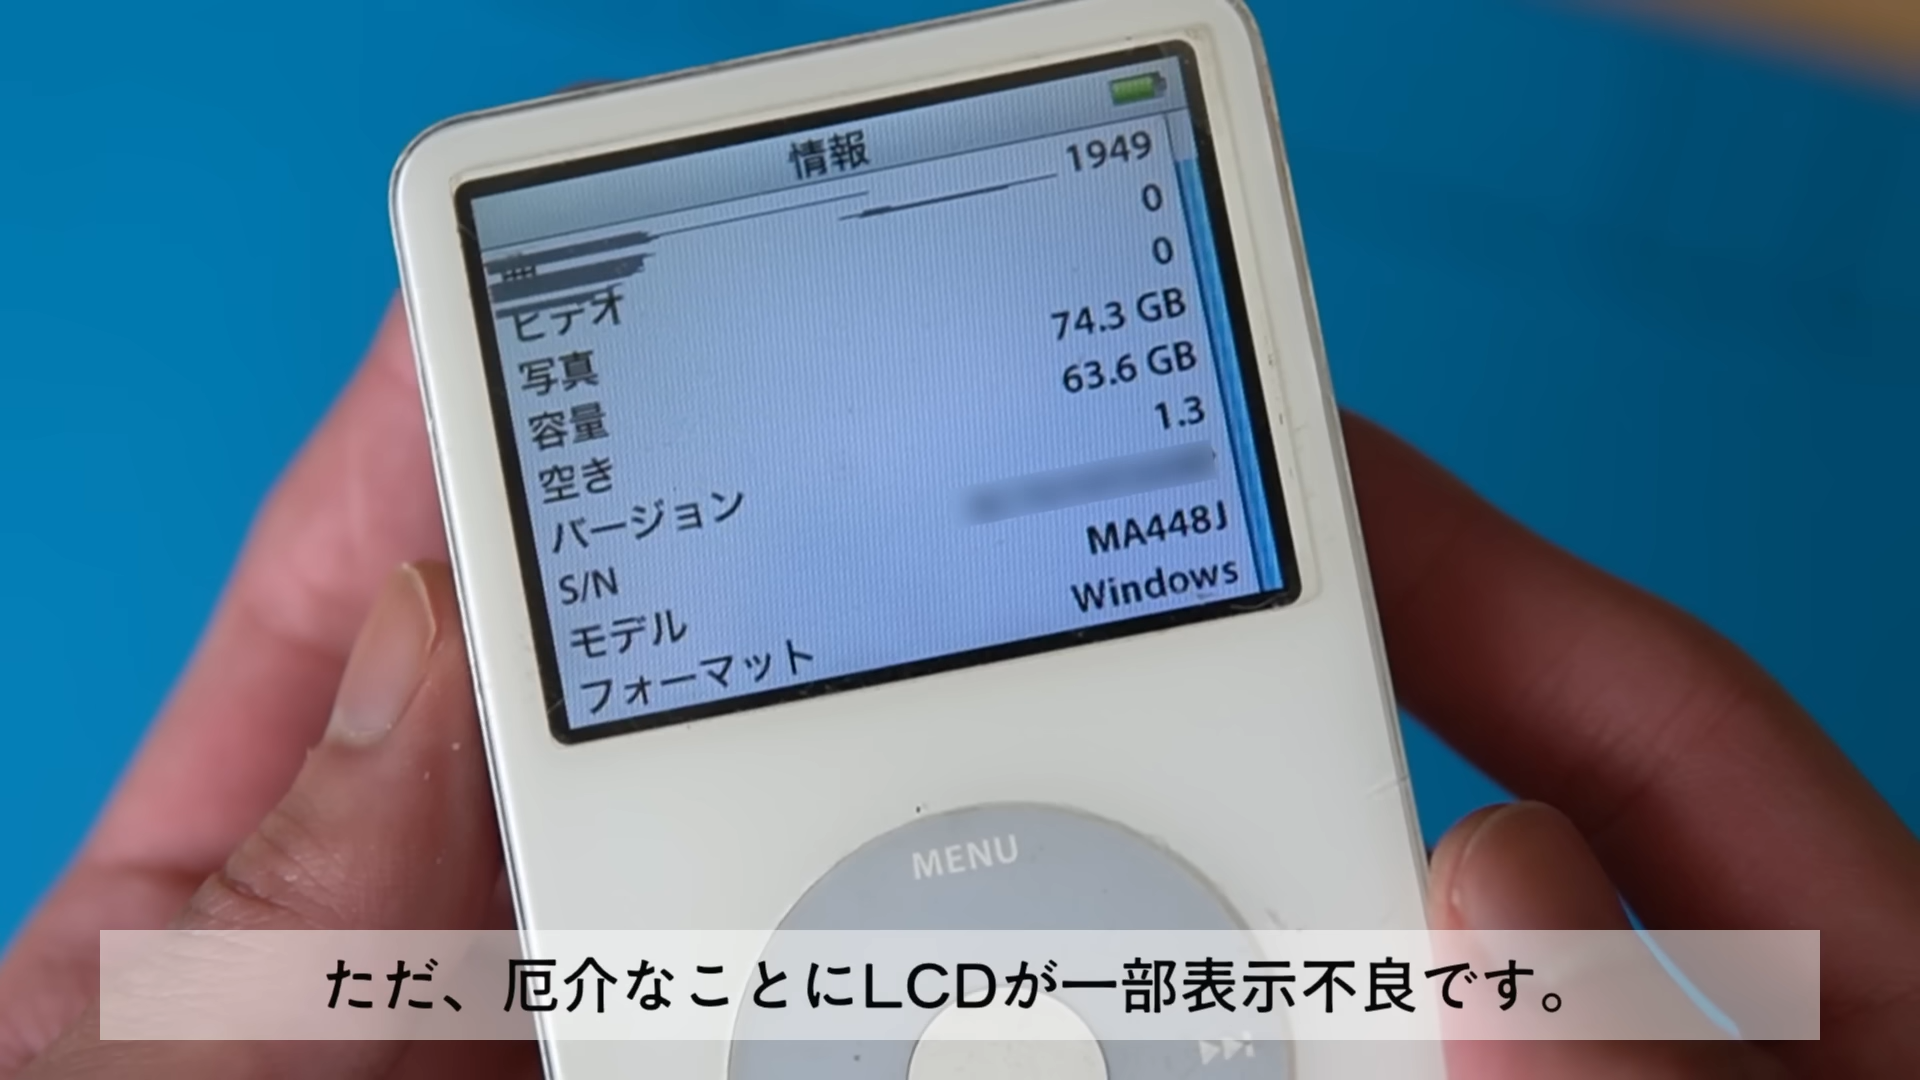 情報
1949
ビデオ 0
写真 0
容量 74.3 GB
空き 63.6 GB
バージョン 1.3
S/N
モデル MA448J
フォーマット Windows
MENU
ただ、厄介なことにLCDが一部表示不良です。